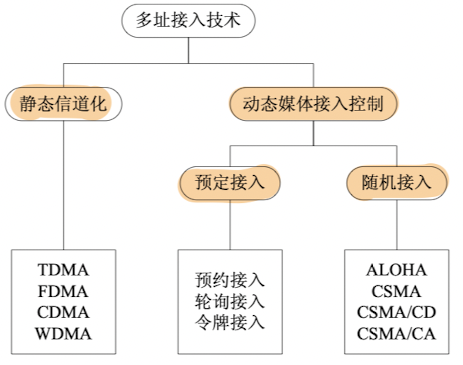 多址接入技术
静态信道化
动态媒体接入控制
预定接入
随机接入
TDMA
FDMA
CDMA
WDMA
预约接入
轮询接入
令牌接入
ALOHA
CSMA
CSMA/CD
CSMA/CA